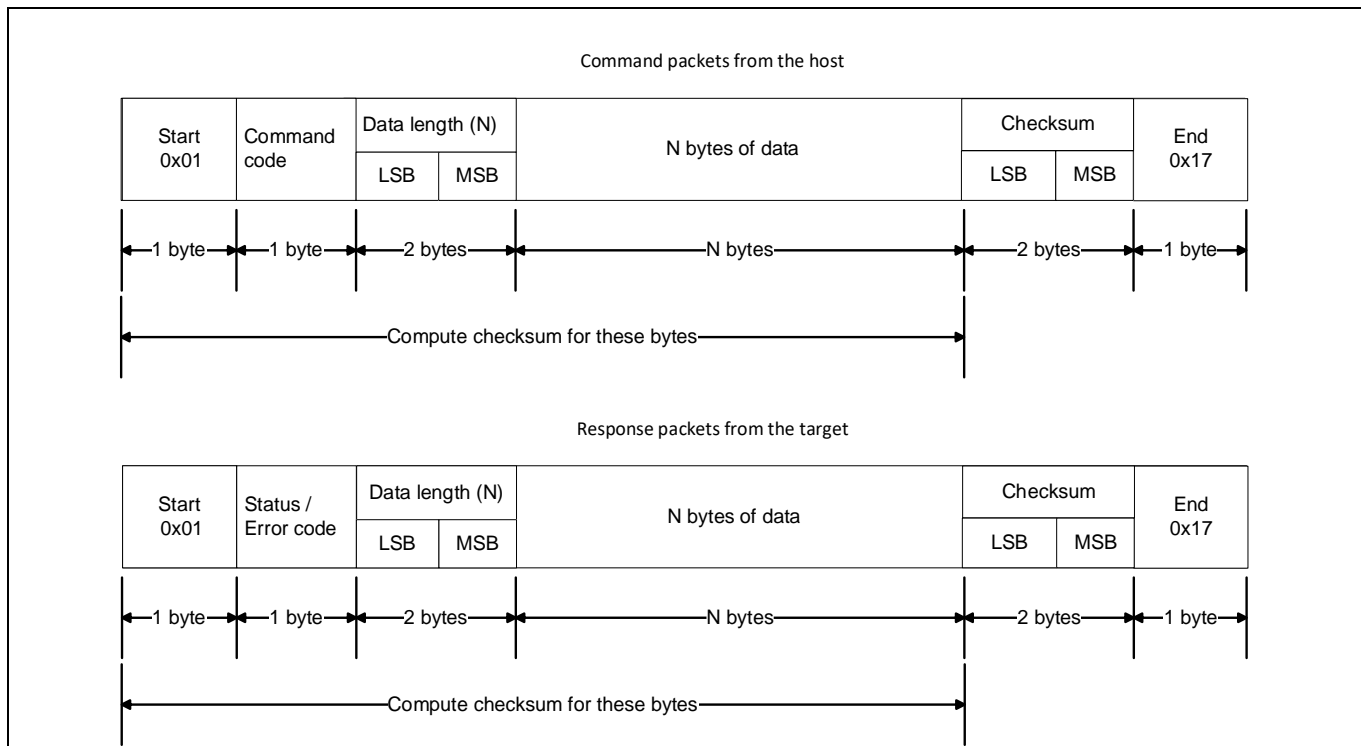 Command packets from the host
Start
0x01
Command
code
Data length (N)
LSB
MSB
N bytes of data
Checksum
LSB
MSB
End
0x17
1 byte
1 byte
2 bytes
N bytes
2 bytes
1 byte
Compute checksum for these bytes
Response packets from the target
Start
0x01
Status /
Error code
Data length (N)
LSB
MSB
N bytes of data
Checksum
LSB
MSB
End
0x17
1 byte
1 byte
2 bytes
N bytes
2 bytes
1 byte
Compute checksum for these bytes